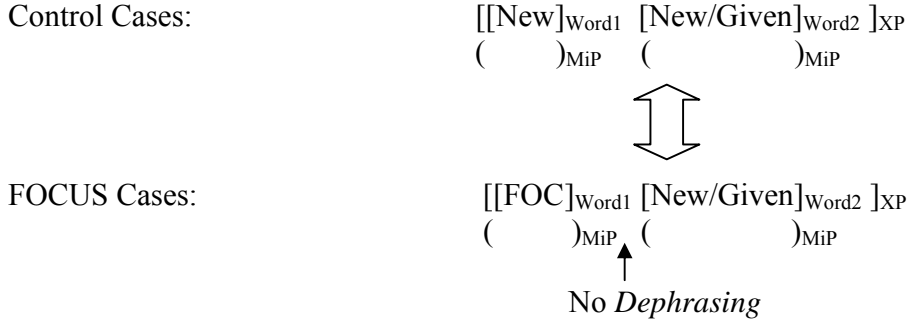 Control Cases: [[New]Word1 [New/Given]Word2 ]XP
( )MiP ( )MiP
FOCUS Cases: [[FOC]Word1 [New/Given]Word2 ]XP
( )MiP ( )MiP
No Dephrasing